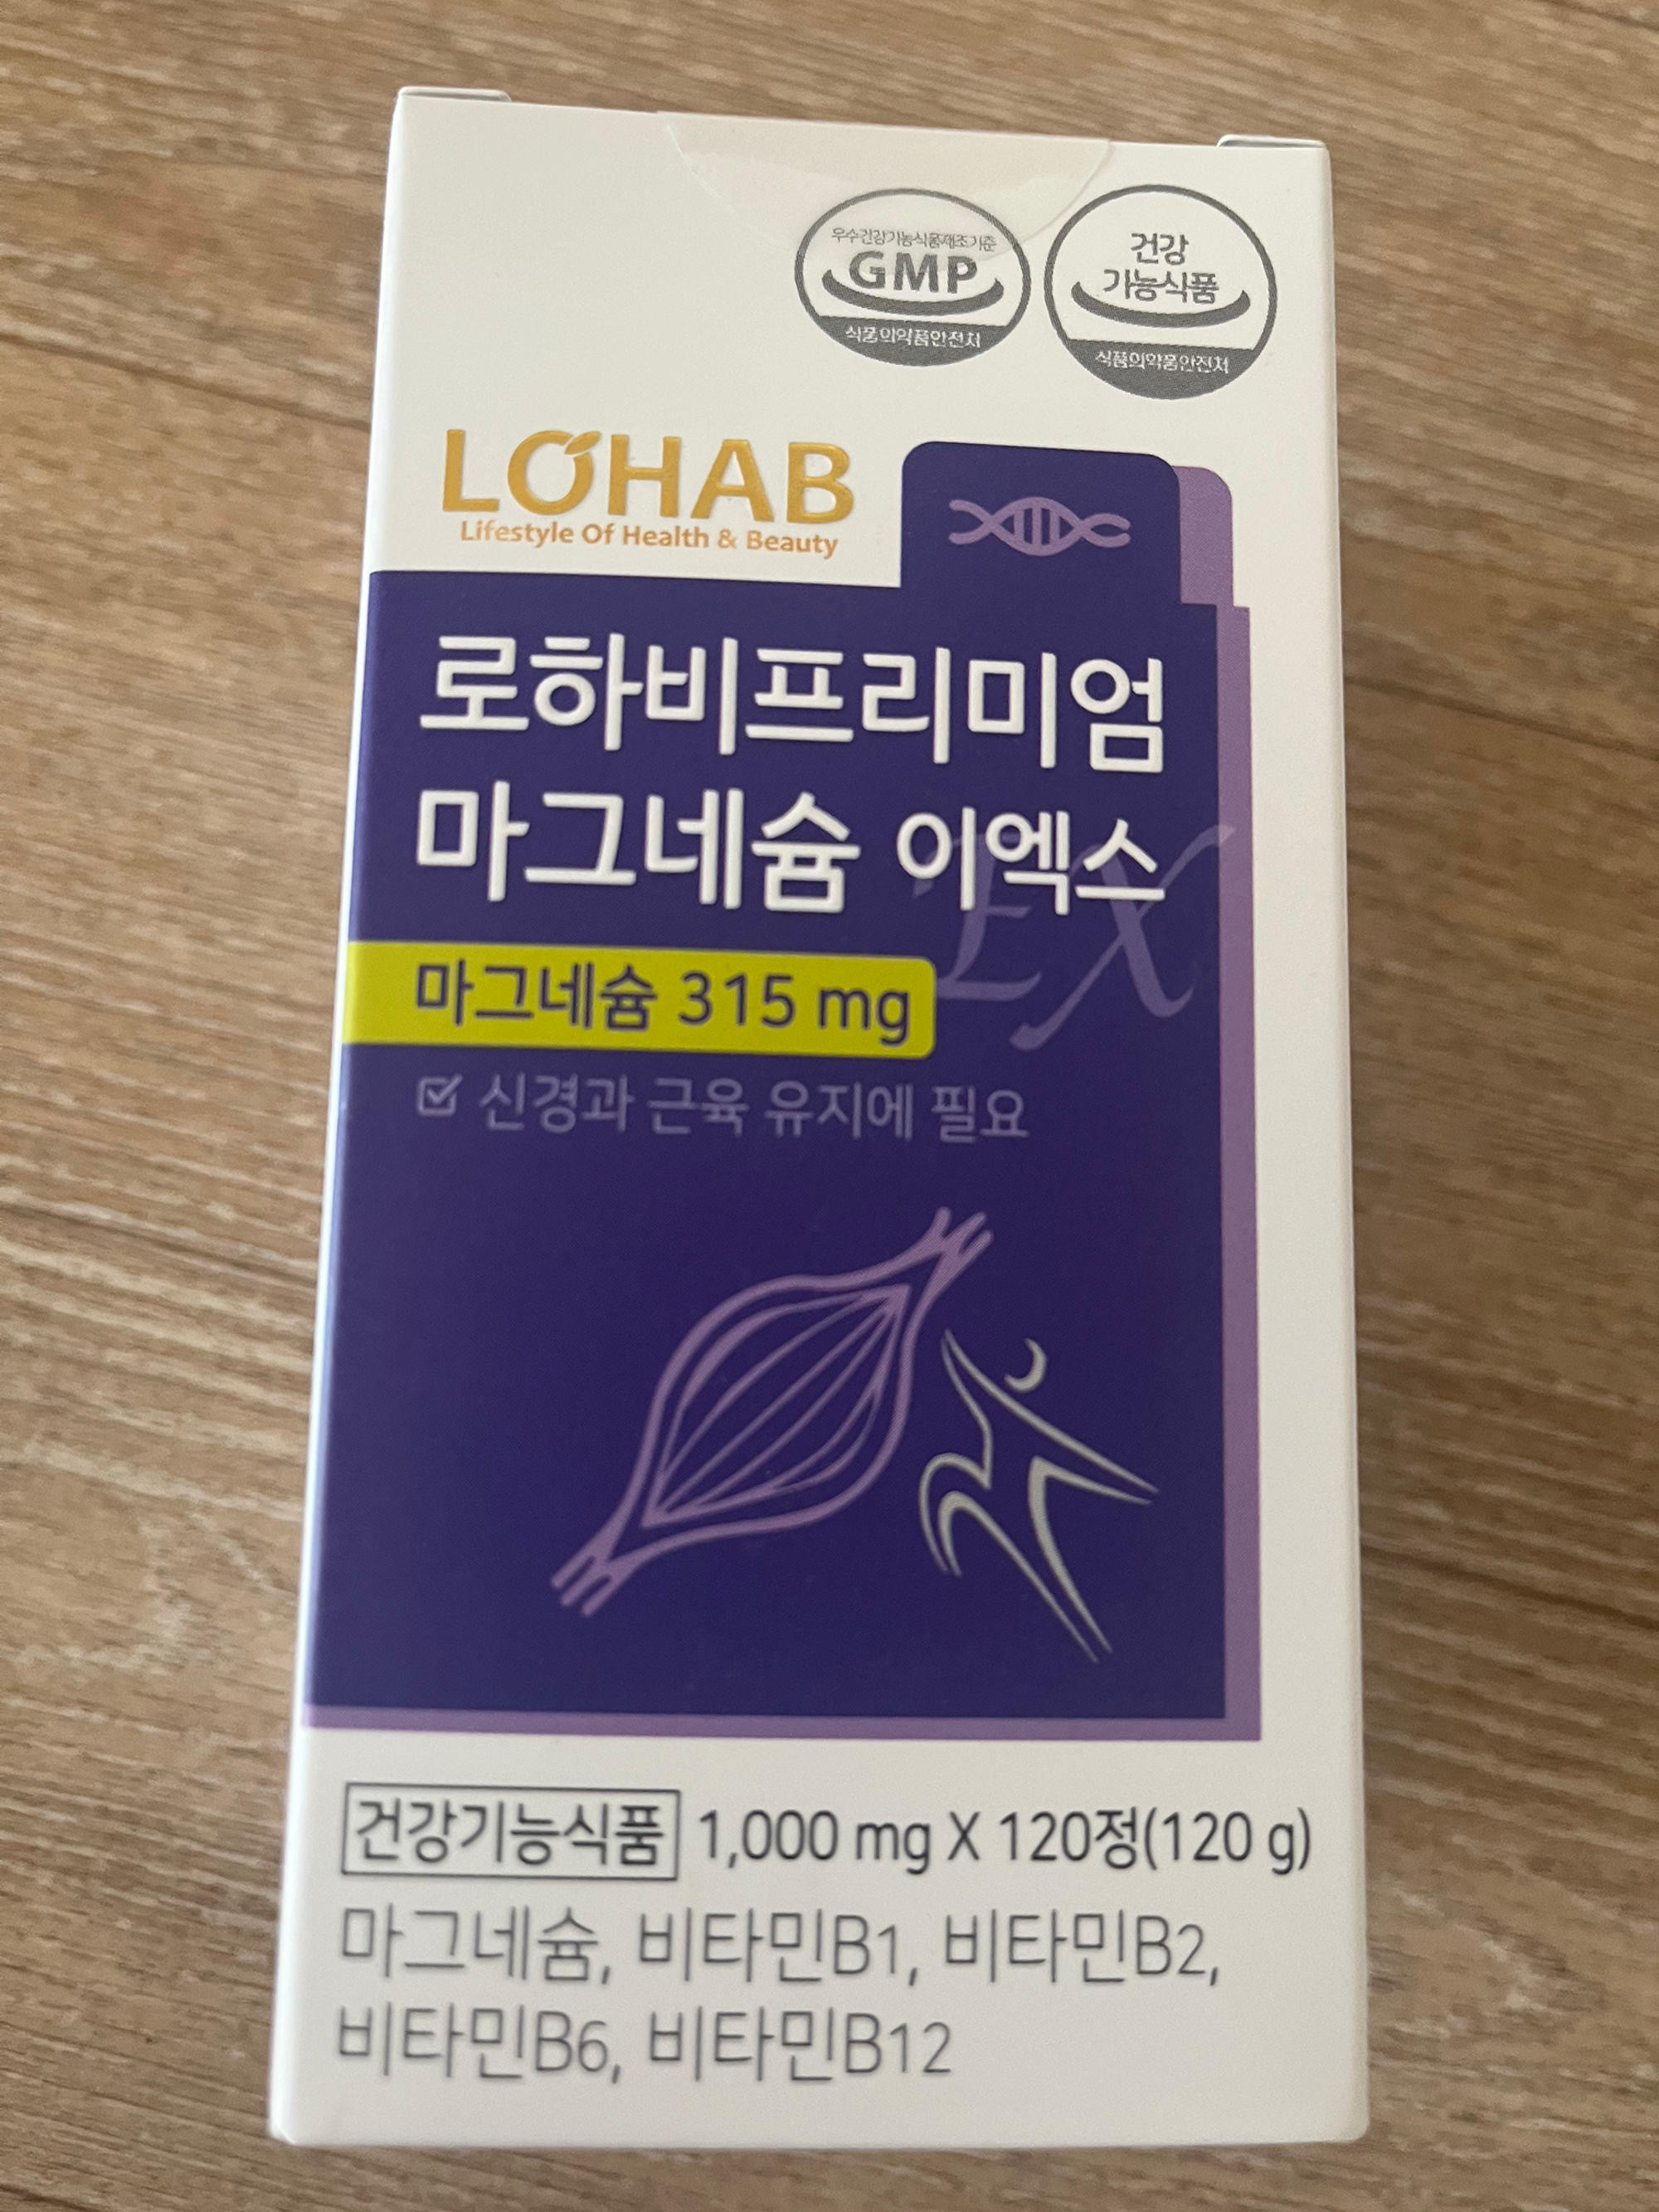 우수건강기능식품제조기준
GMP
식품의약품안전처
건강
기능식품
식품의약품안전처
LOHAB
Lifestyle Of Health & Beauty
로하비프리미엄
마그네슘 이엑스
EX
마그네슘 315 mg
신경과 근육 유지에 필요
건강기능식품 1,000 mg X 120정(120 g)
마그네슘, 비타민B1, 비타민B2,
비타민B6, 비타민B12